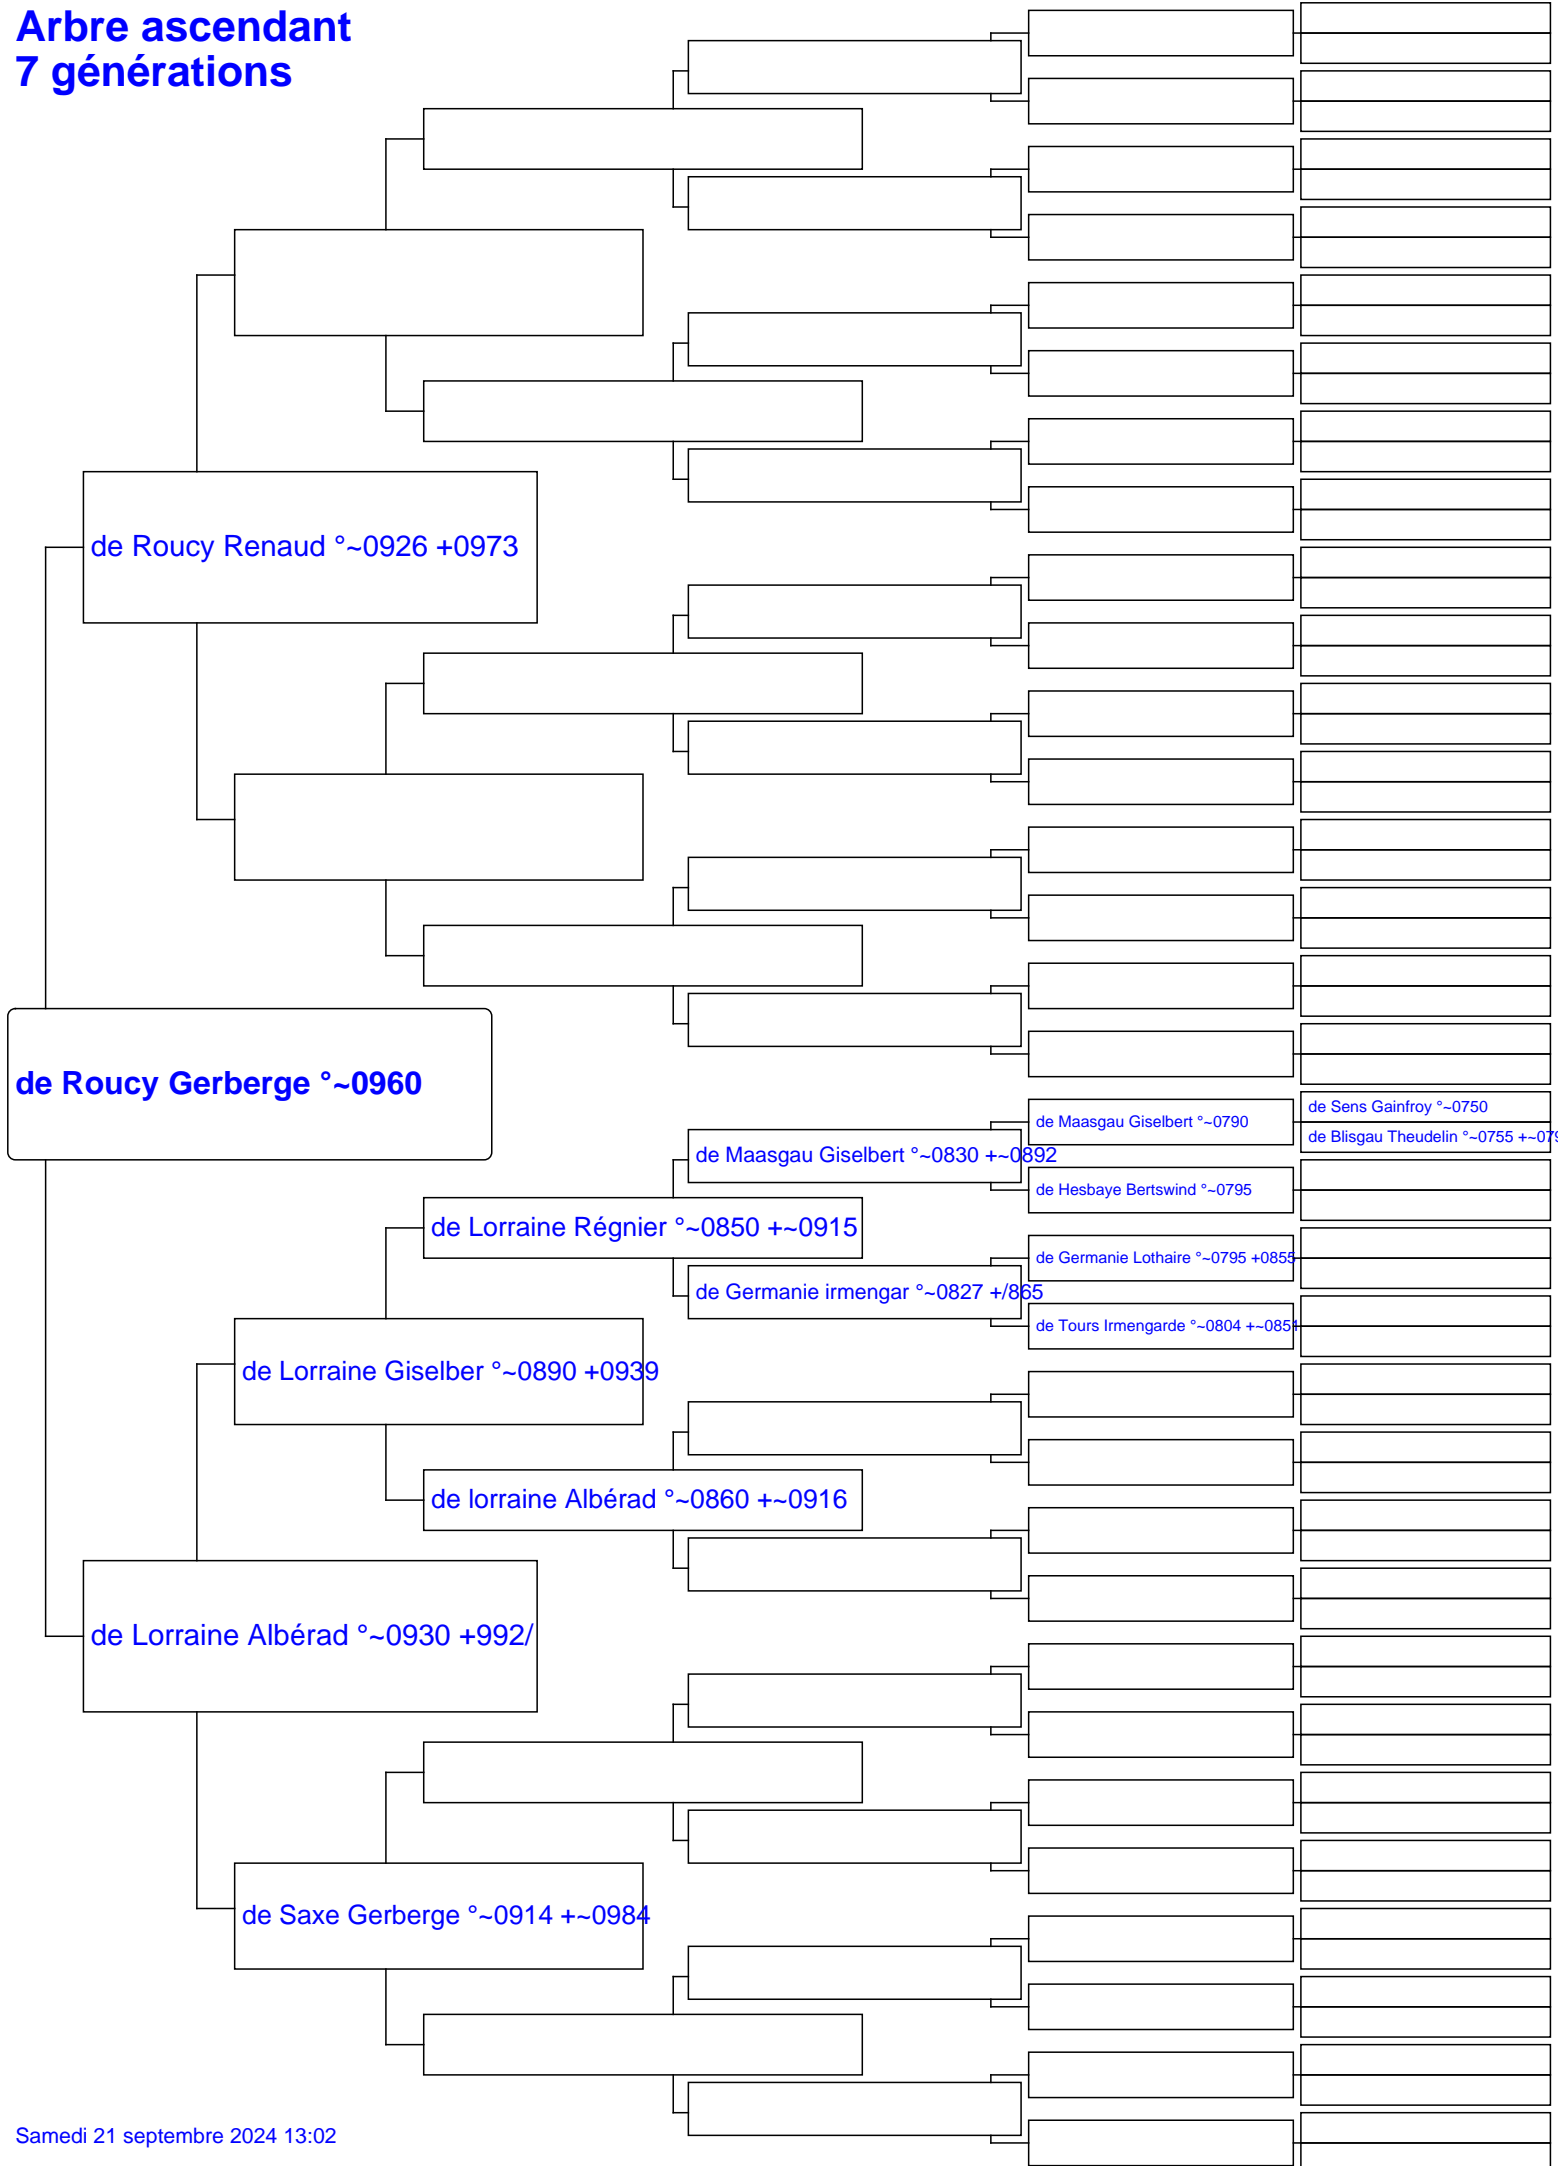 Arbre ascendant
7 générations
de Roucy Renaud °~0926 +0973
de Roucy Gerberge °~0960
de Sens Gainfroy °~0750
de Maasgau Giselbert °~0790
de Blisgau Theudelin °~0755 +~079
de Maasgau Giselbert °~0830 +~0892
de Hesbaye Bertswind °~0795
de Lorraine Régnier °~0850 +~0915
de Germanie Lothaire °~0795 +0855
de Germanie irmengar °~0827 +/865
de Tours Irmengarde °~0804 +~0851
de Lorraine Giselber °~0890 +0939
de lorraine Albérad °~0860 +~0916
de Lorraine Albérad °~0930 +992/
de Saxe Gerberge °~0914 +~0984
Samedi 21 septembre 2024 13:02